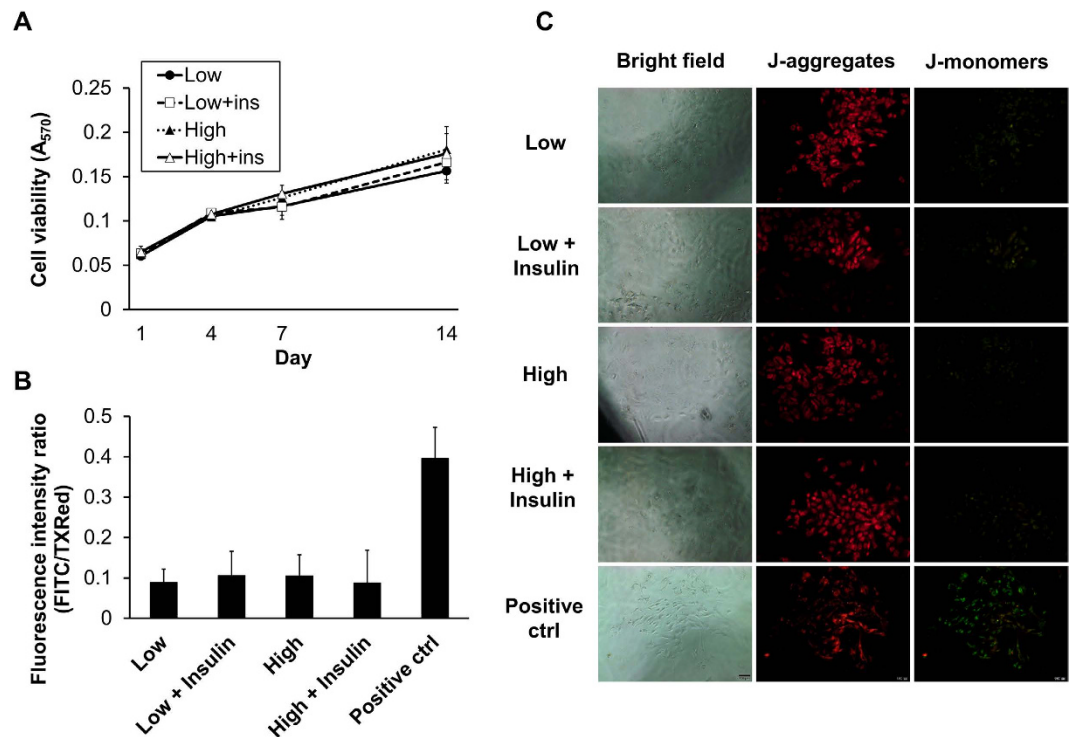 A
Low
Low+ins
High
High+ins
0.25
0.2
0.15
0.1
0.05
0
Cell viability (A570)
1
4
7
14
Day
B
0.5
0.4
0.3
0.2
0.1
0
Fluorescence intensity ratio
(FITC/TXRed)
Low
Low + Insulin
High
High + Insulin
Positive ctrl
C
Bright field
J-aggregates
J-monomers
Low
Low +
Insulin
High
High +
Insulin
Positive
ctrl